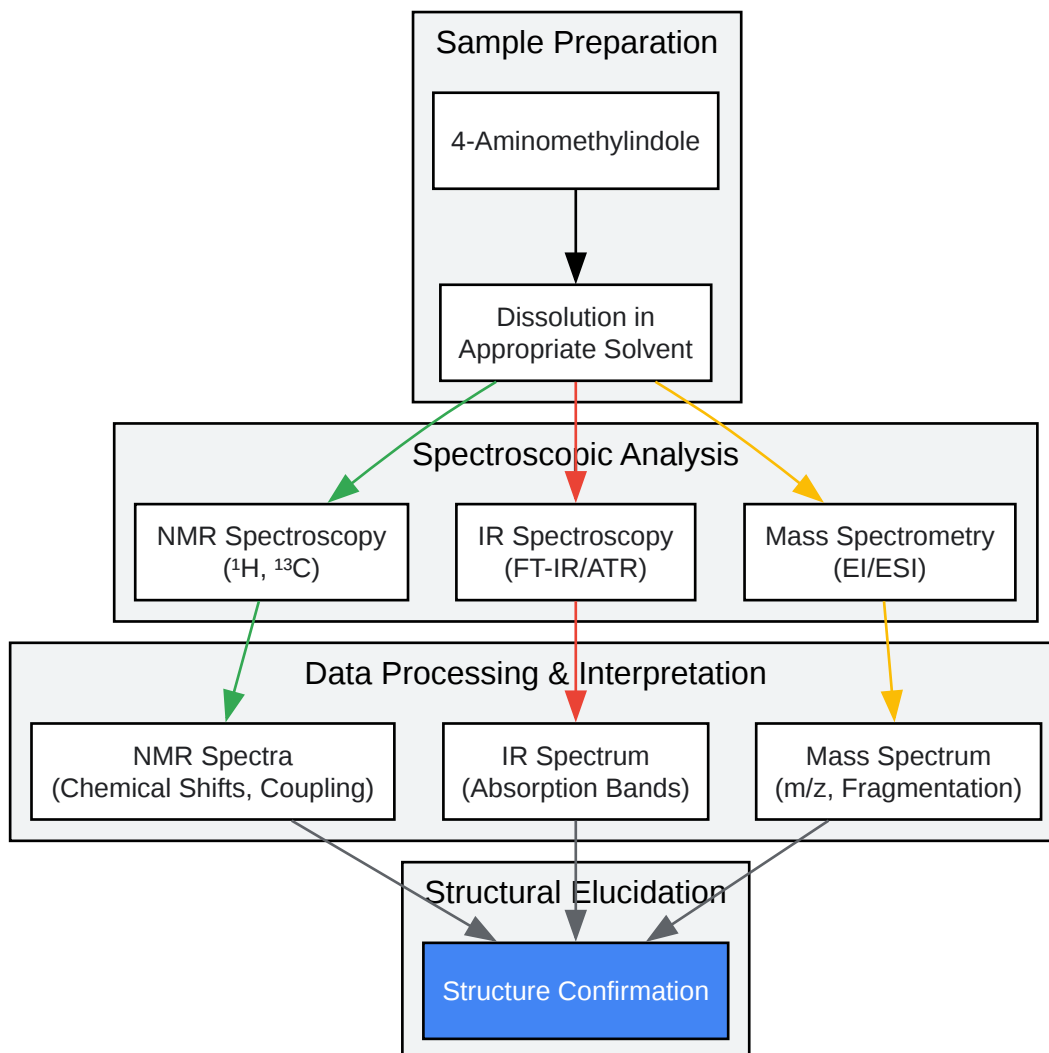 Sample Preparation
4-Aminomethylindole
Dissolution in
Appropriate Solvent
Spectroscopic Analysis
NMR Spectroscopy
(¹H, ¹³C)
IR Spectroscopy
(FT-IR/ATR)
Mass Spectrometry
(EI/ESI)
Data Processing & Interpretation
NMR Spectra
(Chemical Shifts, Coupling)
IR Spectrum
(Absorption Bands)
Mass Spectrum
(m/z, Fragmentation)
Structural Elucidation
Structure Confirmation